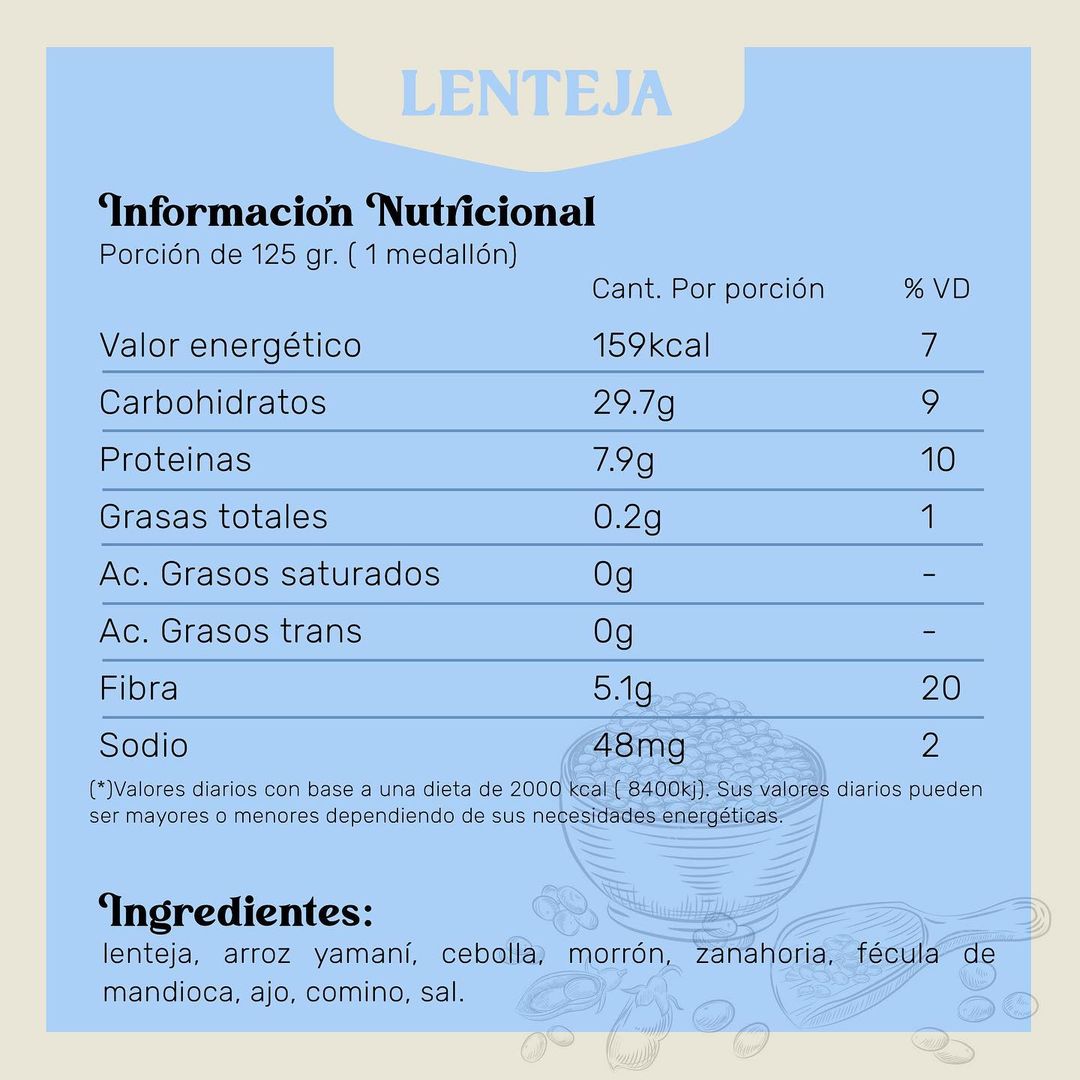 LENTEJA
Información Nutricional
Porción de 125 gr. ( 1 medallón)
Cant. Por porción % VD
Valor energético 159kcal 7
Carbohidratos 29.7g 9
Proteinas 7.9g 10
Grasas totales 0.2g 1
Ac. Grasos saturados 0g -
Ac. Grasos trans 0g -
Fibra 5.1g 20
Sodio 48mg 2
(*)Valores diarios con base a una dieta de 2000 kcal ( 8400kj). Sus valores diarios pueden
ser mayores o menores dependiendo de sus necesidades energéticas.
Ingredientes:
lenteja, arroz yamaní, cebolla, morrón, zanahoria, fécula de
mandioca, ajo, comino, sal.